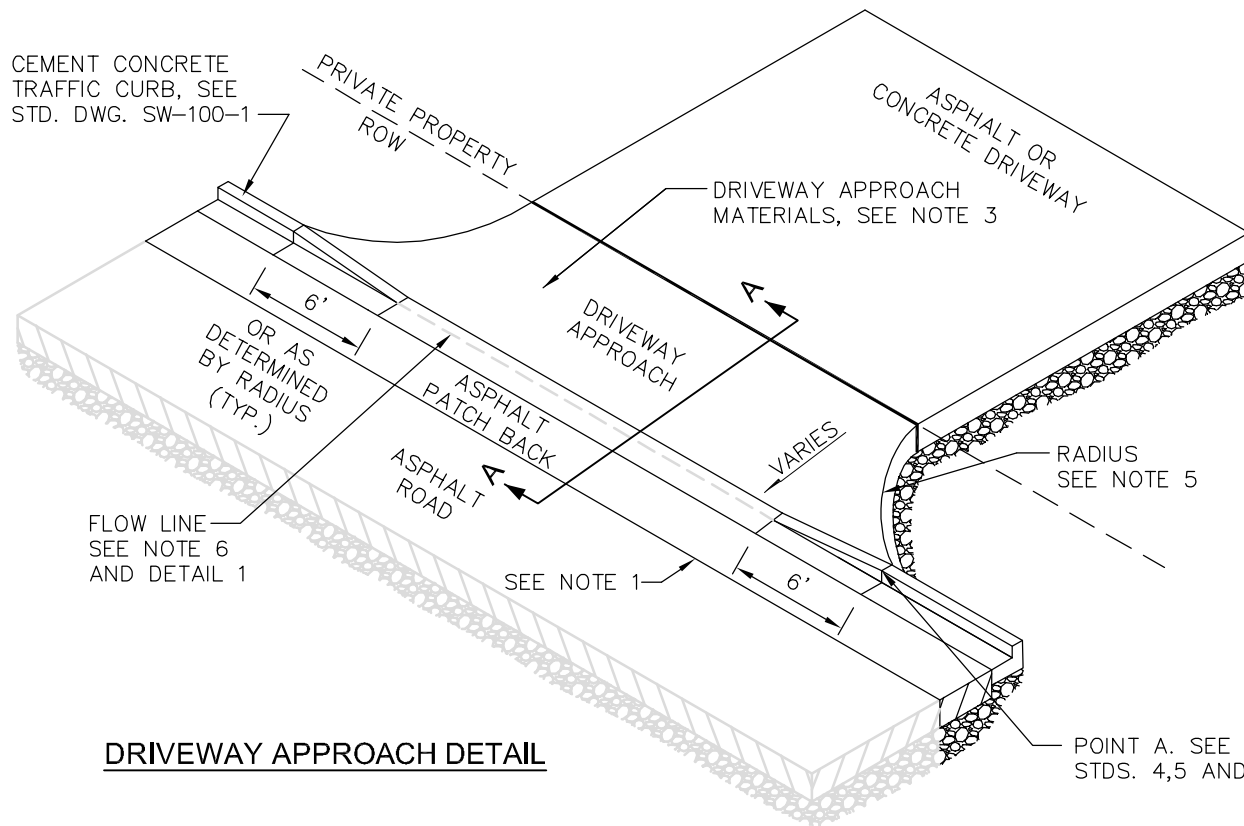 CEMENT CONCRETE
TRAFFIC CURB, SEE
STD. DWG. SW-100-1
PRIVATE PROPERTY
ROW
ASPHALT OR
CONCRETE DRIVEWAY
DRIVEWAY APPROACH
MATERIALS, SEE NOTE 3
A
6'
OR AS
DETERMINED
BY RADIUS
(TYP.)
DRIVEWAY
APPROACH
ASPHALT
PATCH BACK
ASPHALT
ROAD
A
VARIES
RADIUS
SEE NOTE 5
FLOW LINE
SEE NOTE 6
AND DETAIL 1
SEE NOTE 1
6'
DRIVEWAY APPROACH DETAIL
POINT A. SEE
STDS. 4,5 AND